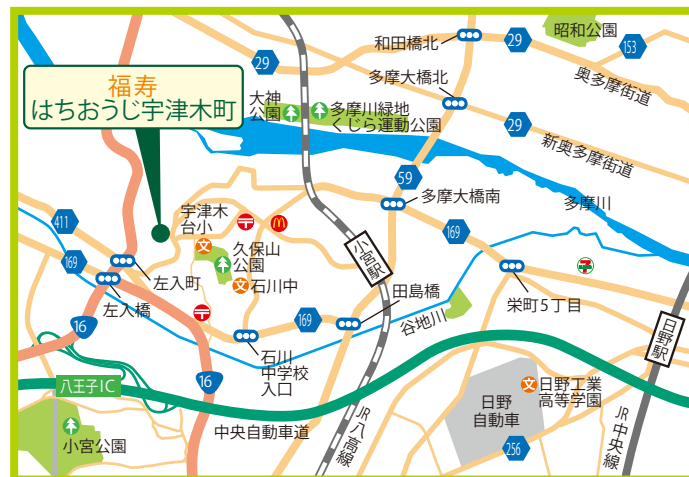 昭和公園
和田橋北
29
153
29
奥多摩街道
福寿
はちおうじ宇津木町
大神
公園
多摩川緑地
くじら運動公園
多摩大橋北
29
新奥多摩街道
59
多摩大橋南
多摩川
411
宇津木
台小
文
久保山
公園
小宮駅
169
169
左入町
文
石川中
田島橋
栄町5丁目
左入橋
169
谷地川
日野駅
16
石川
中学校
入口
八王子IC
16
文
日野工業
高等学園
日野
自動車
小宮公園
中央自動車道
JR八高線
256
JR中央線